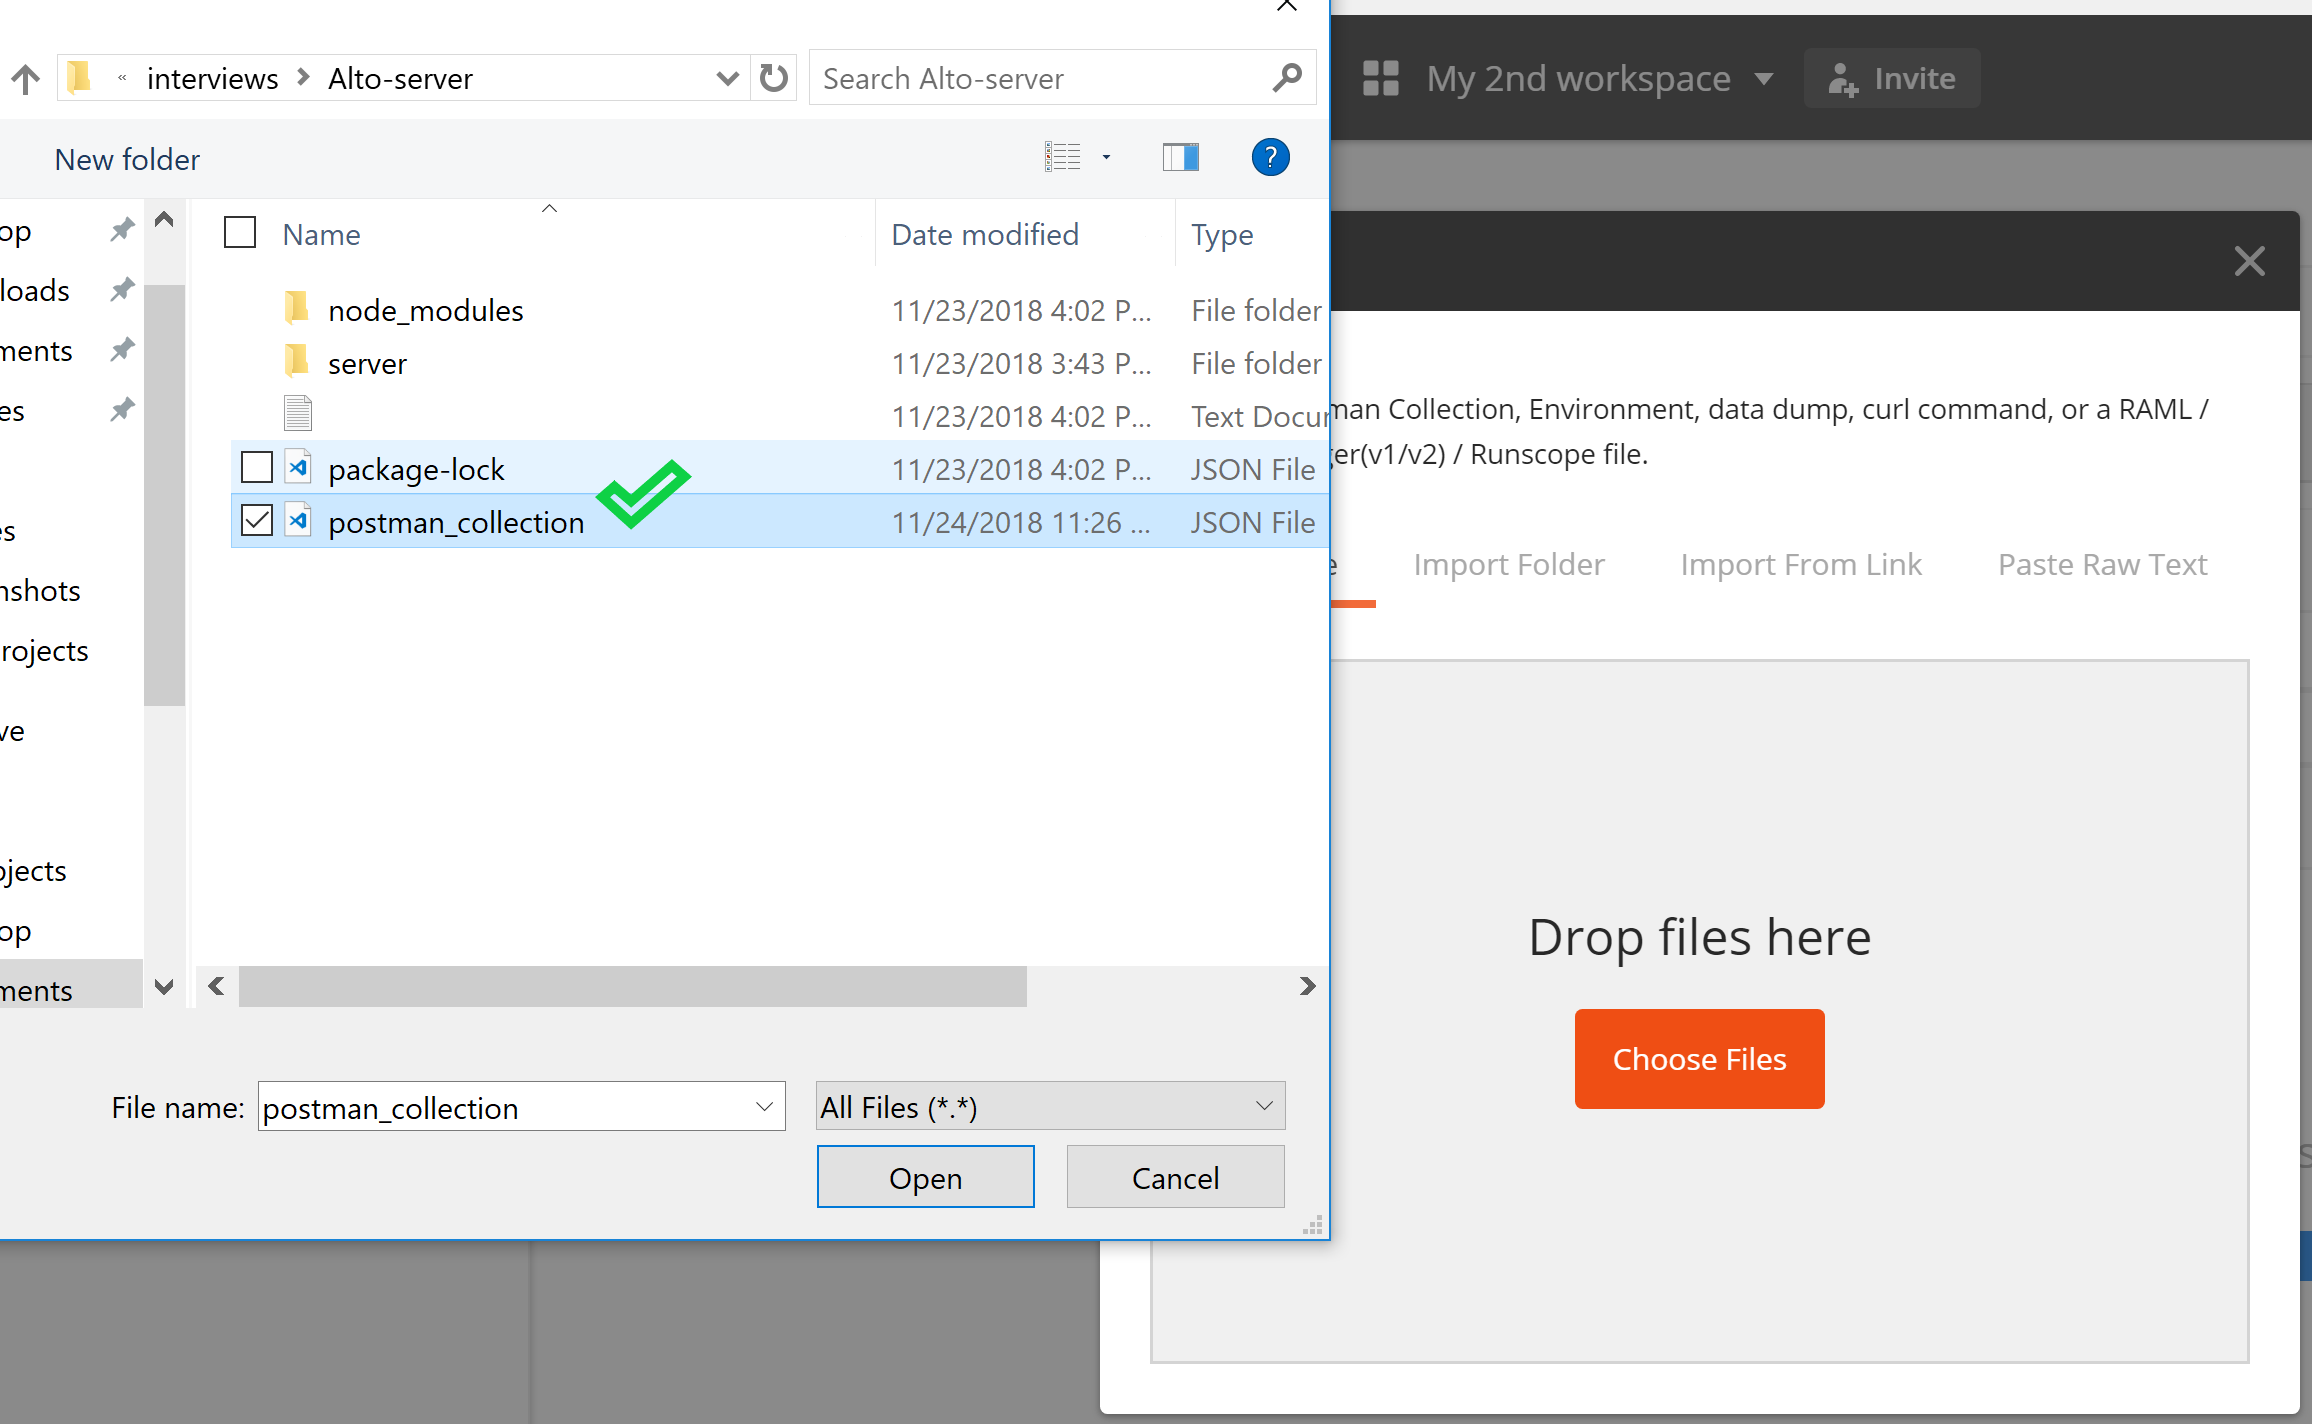 « interviews > Alto-server
Search Alto-server
My 2nd workspace
Invite
New folder
?
Name
Date modified
Type
node_modules
11/23/2018 4:02 P...
File folder
server
11/23/2018 3:43 P...
File folder
11/23/2018 4:02 P...
Text Docur
package-lock
11/23/2018 4:02 P...
JSON File
postman_collection
11/24/2018 11:26 ...
JSON File
op
loads
ments
es
es
nshots
rojects
ve
ojects
op
ments
File name:
postman_collection
All Files (*.*)
Open
Cancel
man Collection, Environment, data dump, curl command, or a RAML /
ger(v1/v2) / Runscope file.
e
Import Folder
Import From Link
Paste Raw Text
Drop files here
Choose Files